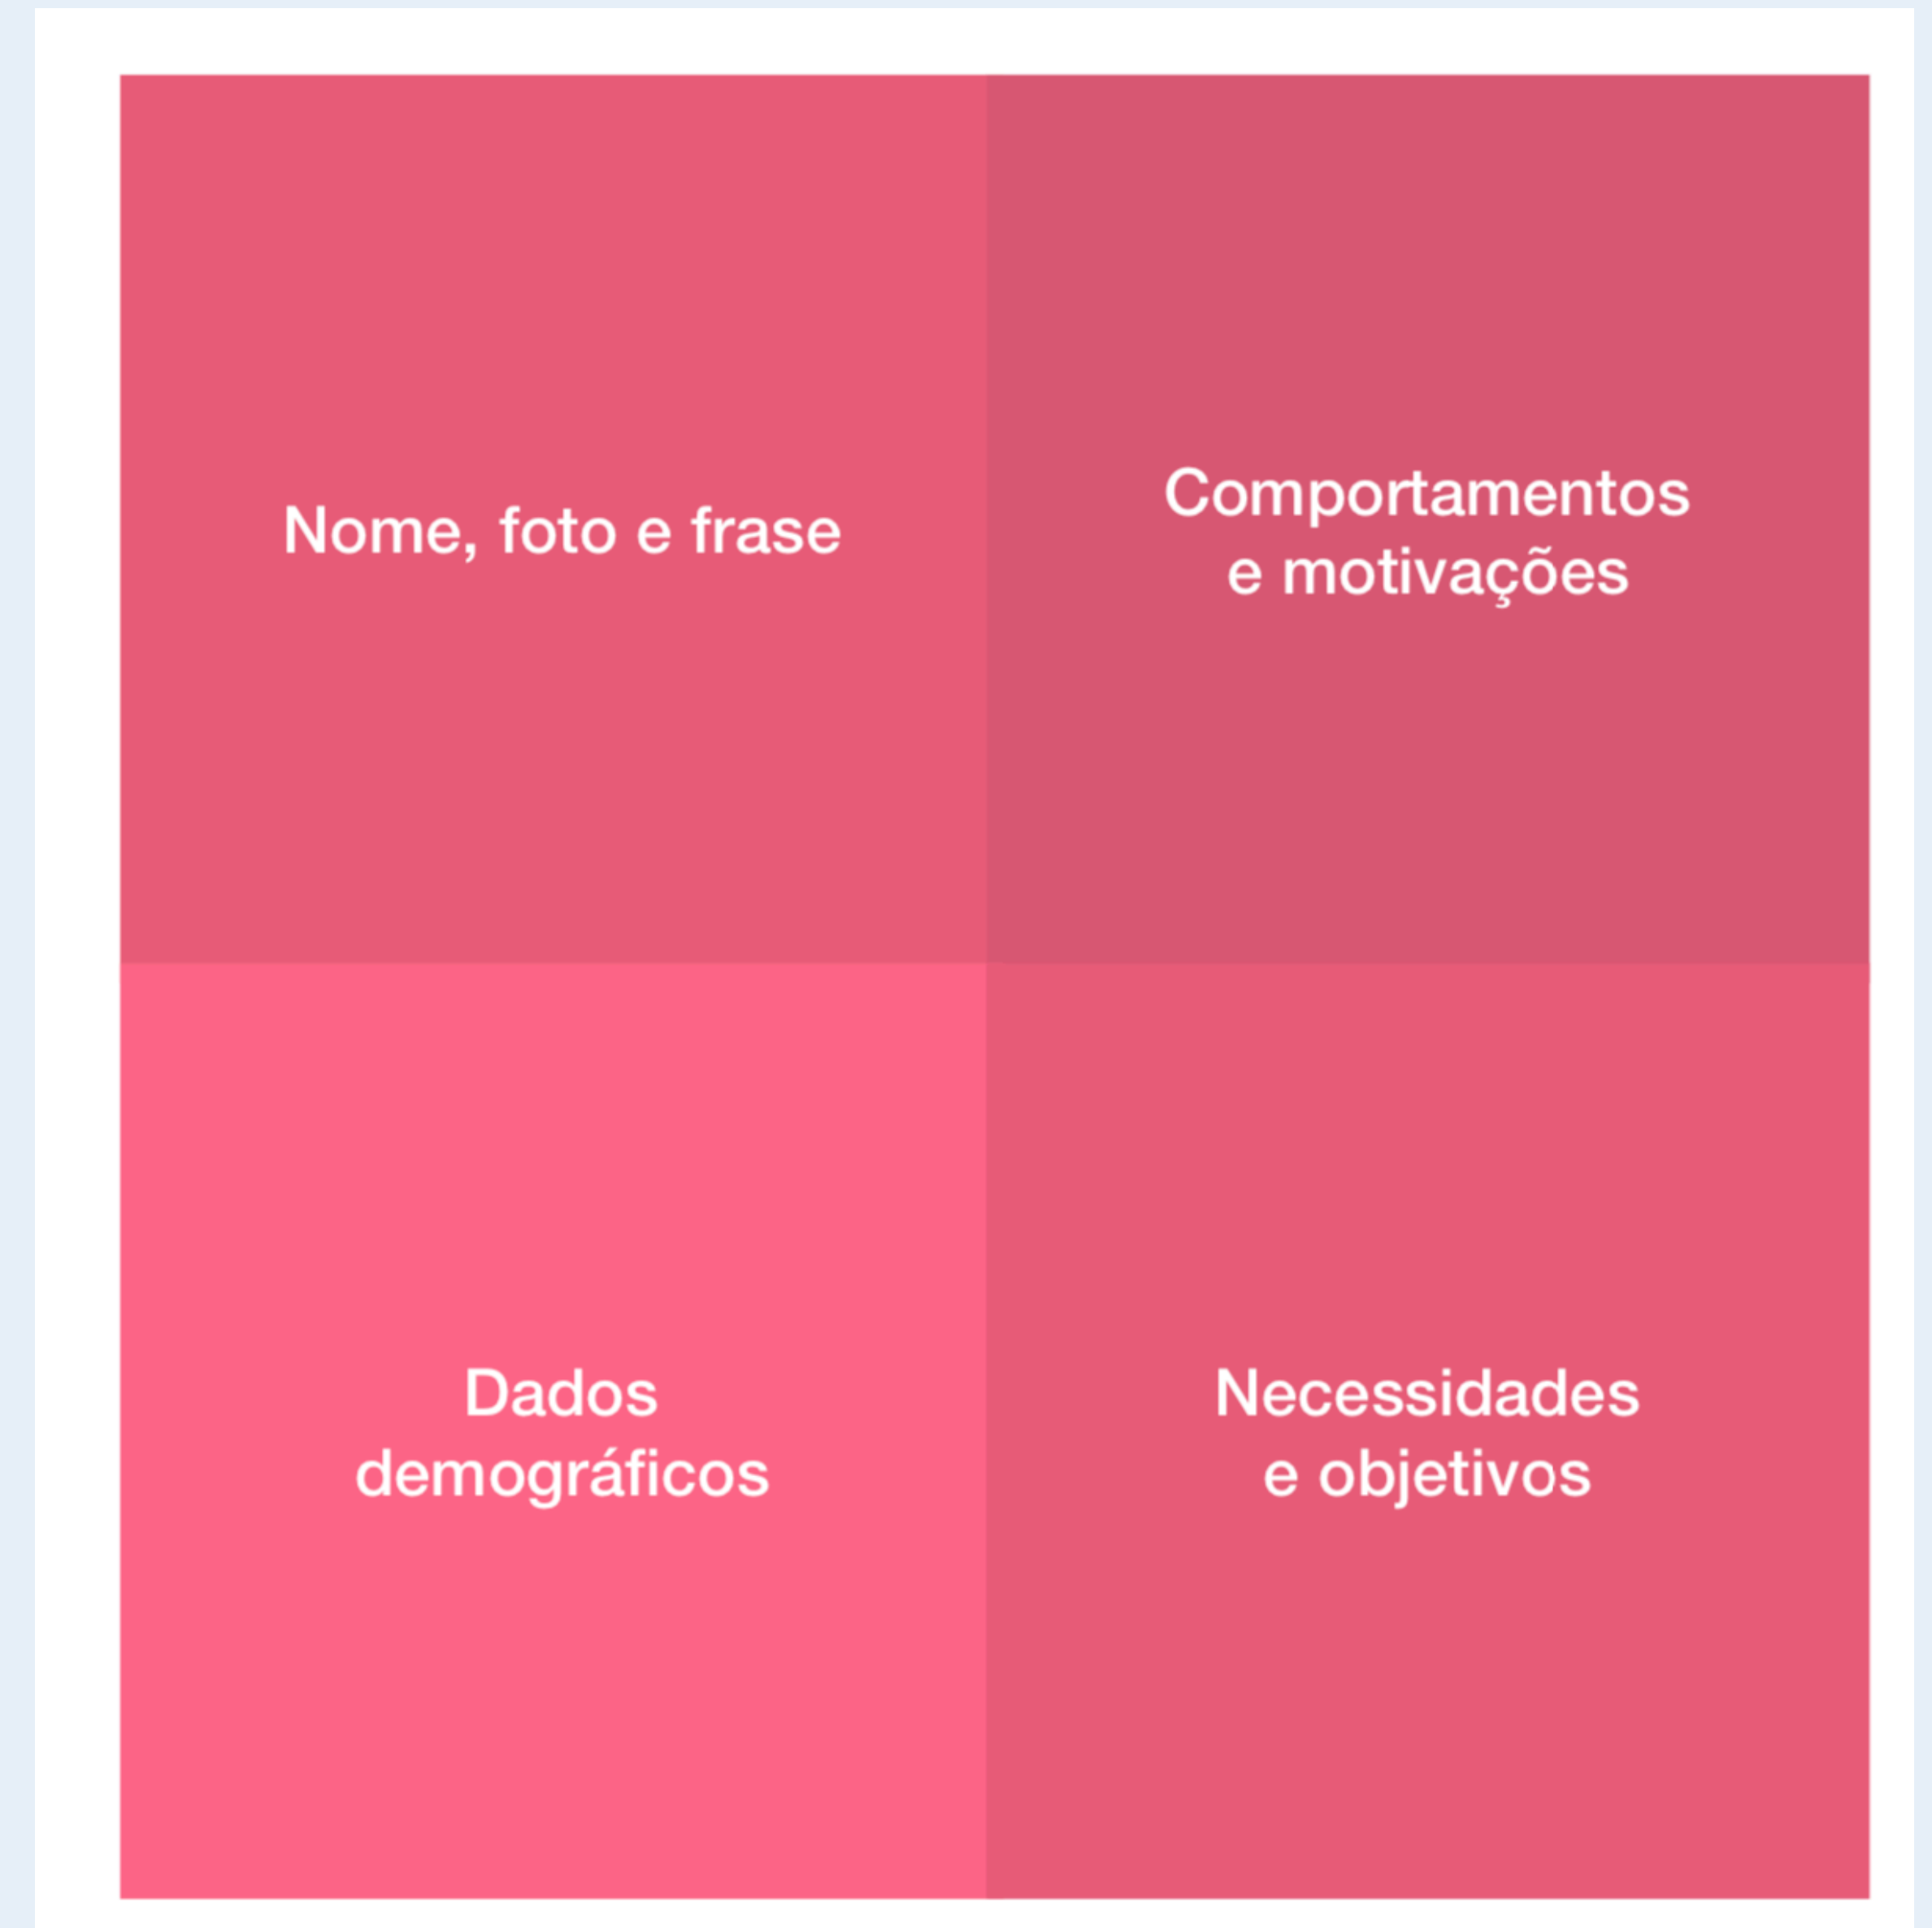 Nome, foto e frase
Comportamentos
e motivações
Dados
demográficos
Necessidades
e objetivos